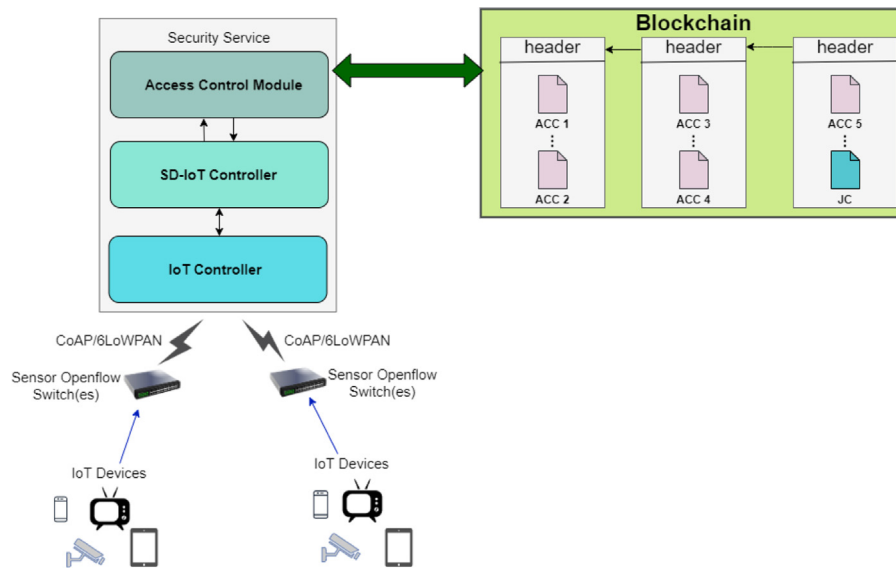 Security Service
Access Control Module
SD-IoT Controller
IoT Controller
Blockchain
header
header
header
ACC 1
ACC 3
ACC 5
ACC 2
ACC 4
JC
CoAP/6LoWPAN
CoAP/6LoWPAN
Sensor Openflow
Switch(es)
Sensor Openflow
Switch(es)
IoT Devices
IoT Devices